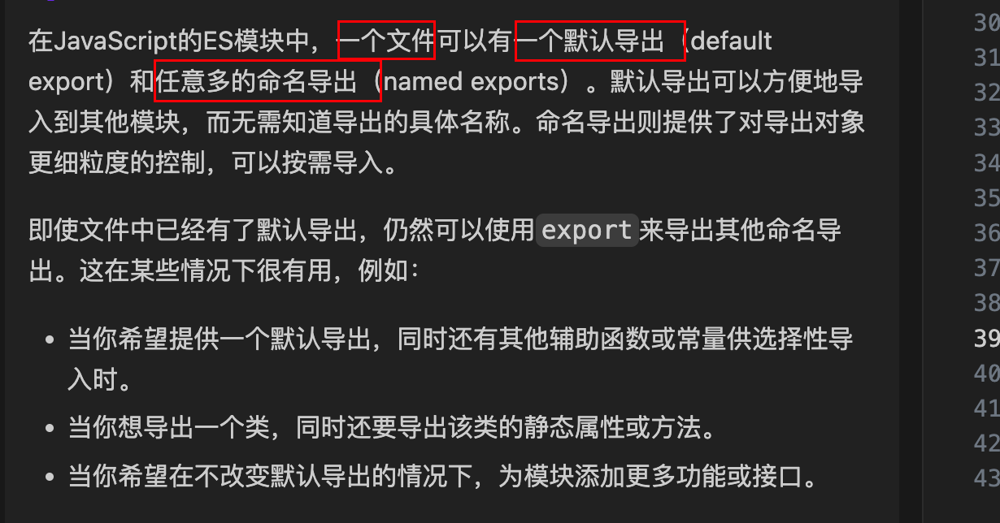 在JavaScript的ES模块中，一个文件可以有一个默认导出（default
export）和任意多的命名导出（named exports）。默认导出可以方便地导
入到其他模块，而无需知道导出的具体名称。命名导出则提供了对导出对象
更细粒度的控制，可以按需导入。
即使文件中已经有了默认导出，仍然可以使用export来导出其他命名导
出。这在某些情况下很有用，例如：
• 当你希望提供一个默认导出，同时还有其他辅助函数或常量供选择性导
入时。
• 当你想导出一个类，同时还要导出该类的静态属性或方法。
• 当你希望在不改变默认导出的情况下，为模块添加更多功能或接口。
30
31
32
33
34
35
36
37
38
39
40
41
42
43